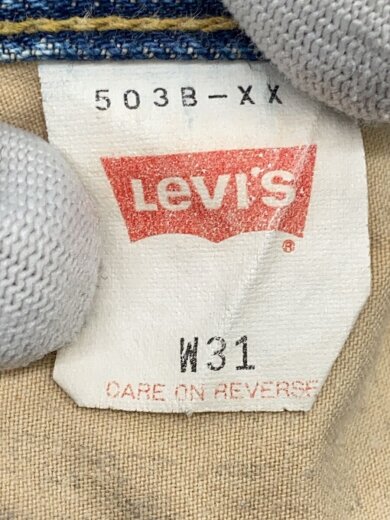 503B-XX
LEVI'S
®
W31
CARE ON REVERSE